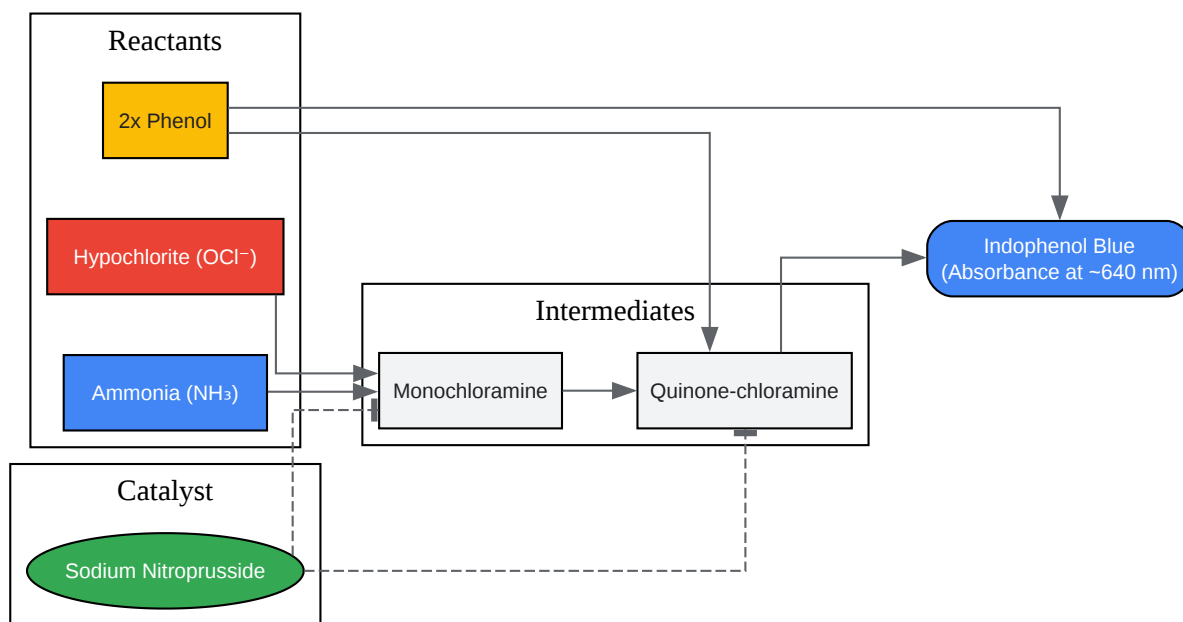 Reactants
2x Phenol
Hypochlorite (OCl⁻)
Ammonia (NH₃)
Intermediates
Monochloramine
Quinone-chloramine
Indophenol Blue
(Absorbance at ~640 nm)
Catalyst
Sodium Nitroprusside